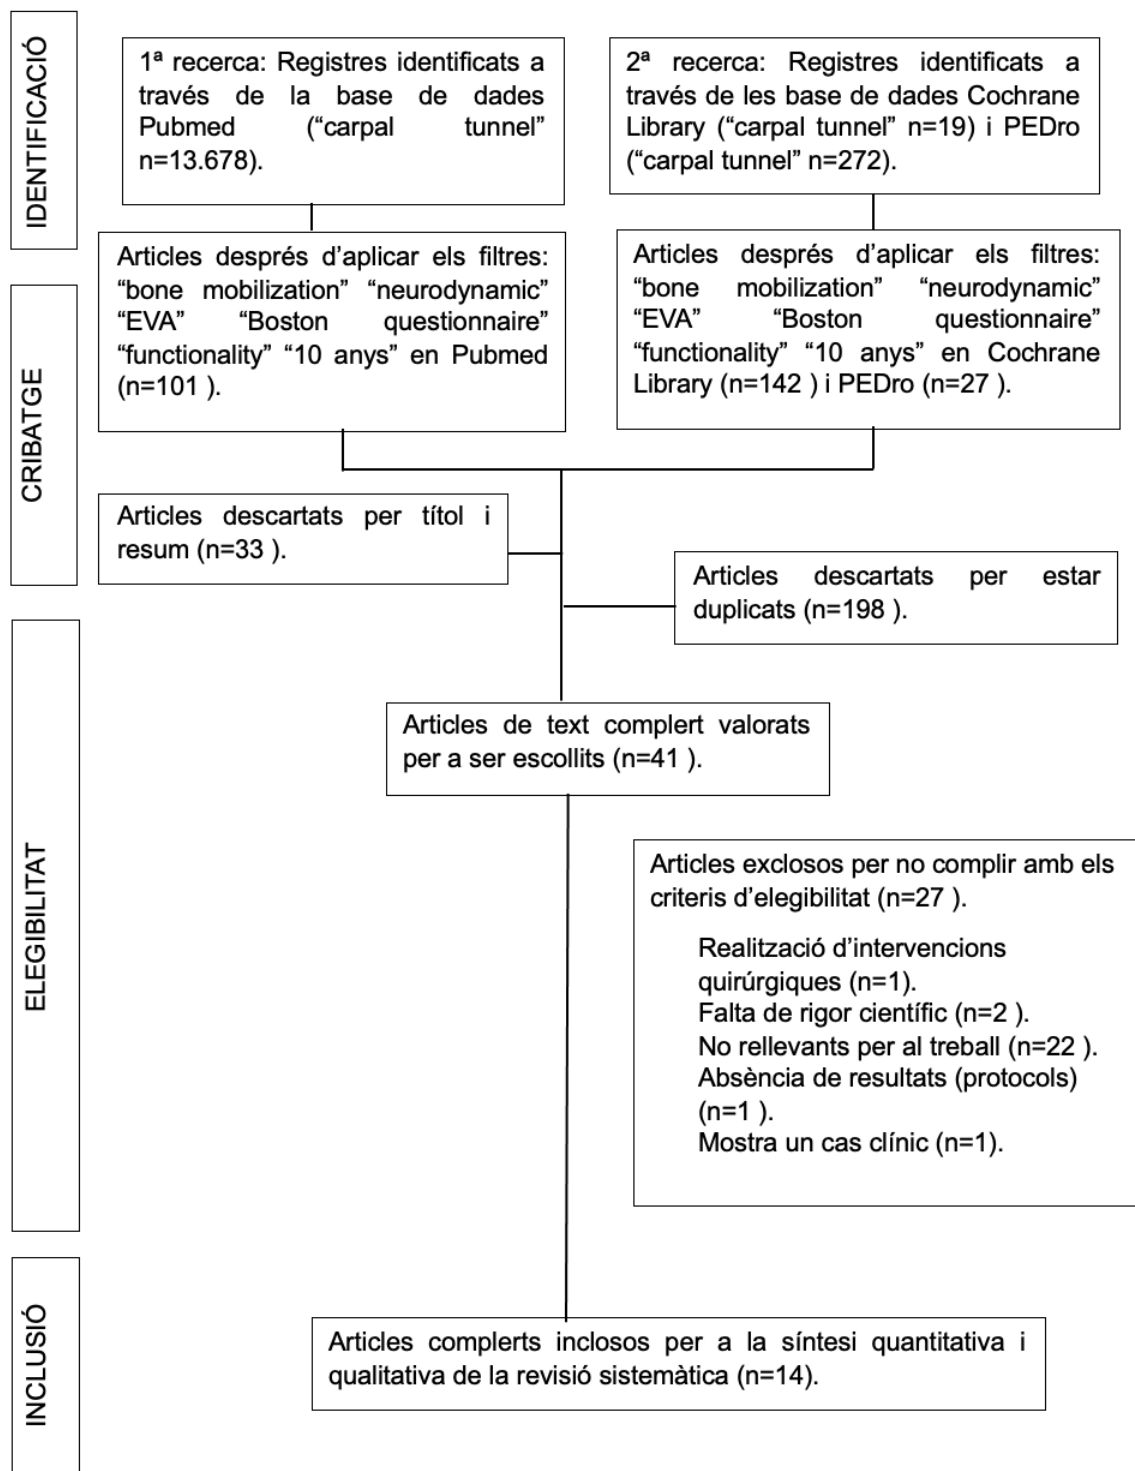 IDENTIFICACIÓ
1ª recerca: Registres identificats a
través de la base de dades
Pubmed (“carpal tunnel”
n=13.678).
2ª recerca: Registres identificats a
través de les base de dades Cochrane
Library (“carpal tunnel” n=19) i PEDro
(“carpal tunnel” n=272).
CRIBATGE
Articles després d’aplicar els filtres:
“bone mobilization” “neurodynamic”
“EVA” “Boston questionnaire”
“functionality” “10 anys” en Pubmed
(n=101 ).
Articles després d’aplicar els filtres:
“bone mobilization” “neurodynamic”
“EVA” “Boston questionnaire”
“functionality” “10 anys” en Cochrane
Library (n=142 ) i PEDro (n=27 ).
Articles descartats per títol i
resum (n=33 ).
Articles descartats per estar
duplicats (n=198 ).
ELEGIBILITAT
Articles de text complert valorats
per a ser escollits (n=41 ).
Articles exclosos per no complir amb els
criteris d’elegibilitat (n=27 ).
Realització d’intervencions
quirúrgiques (n=1).
Falta de rigor científic (n=2 ).
No rellevants per al treball (n=22 ).
Absència de resultats (protocols)
(n=1 ).
Mostra un cas clínic (n=1).
INCLUSIÓ
Articles complerts inclosos per a la síntesi quantitativa i
qualitativa de la revisió sistemàtica (n=14).